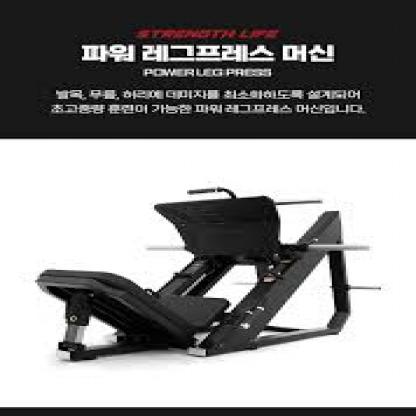 STRENGTH LIFE
파워 레그프레스 머신
POWER LEG PRESS
발목, 무릎, 허리에 데미지를 최소화하도록 설계되어
초고중량 훈련이 가능한 파워 레그프레스 머신입니다.